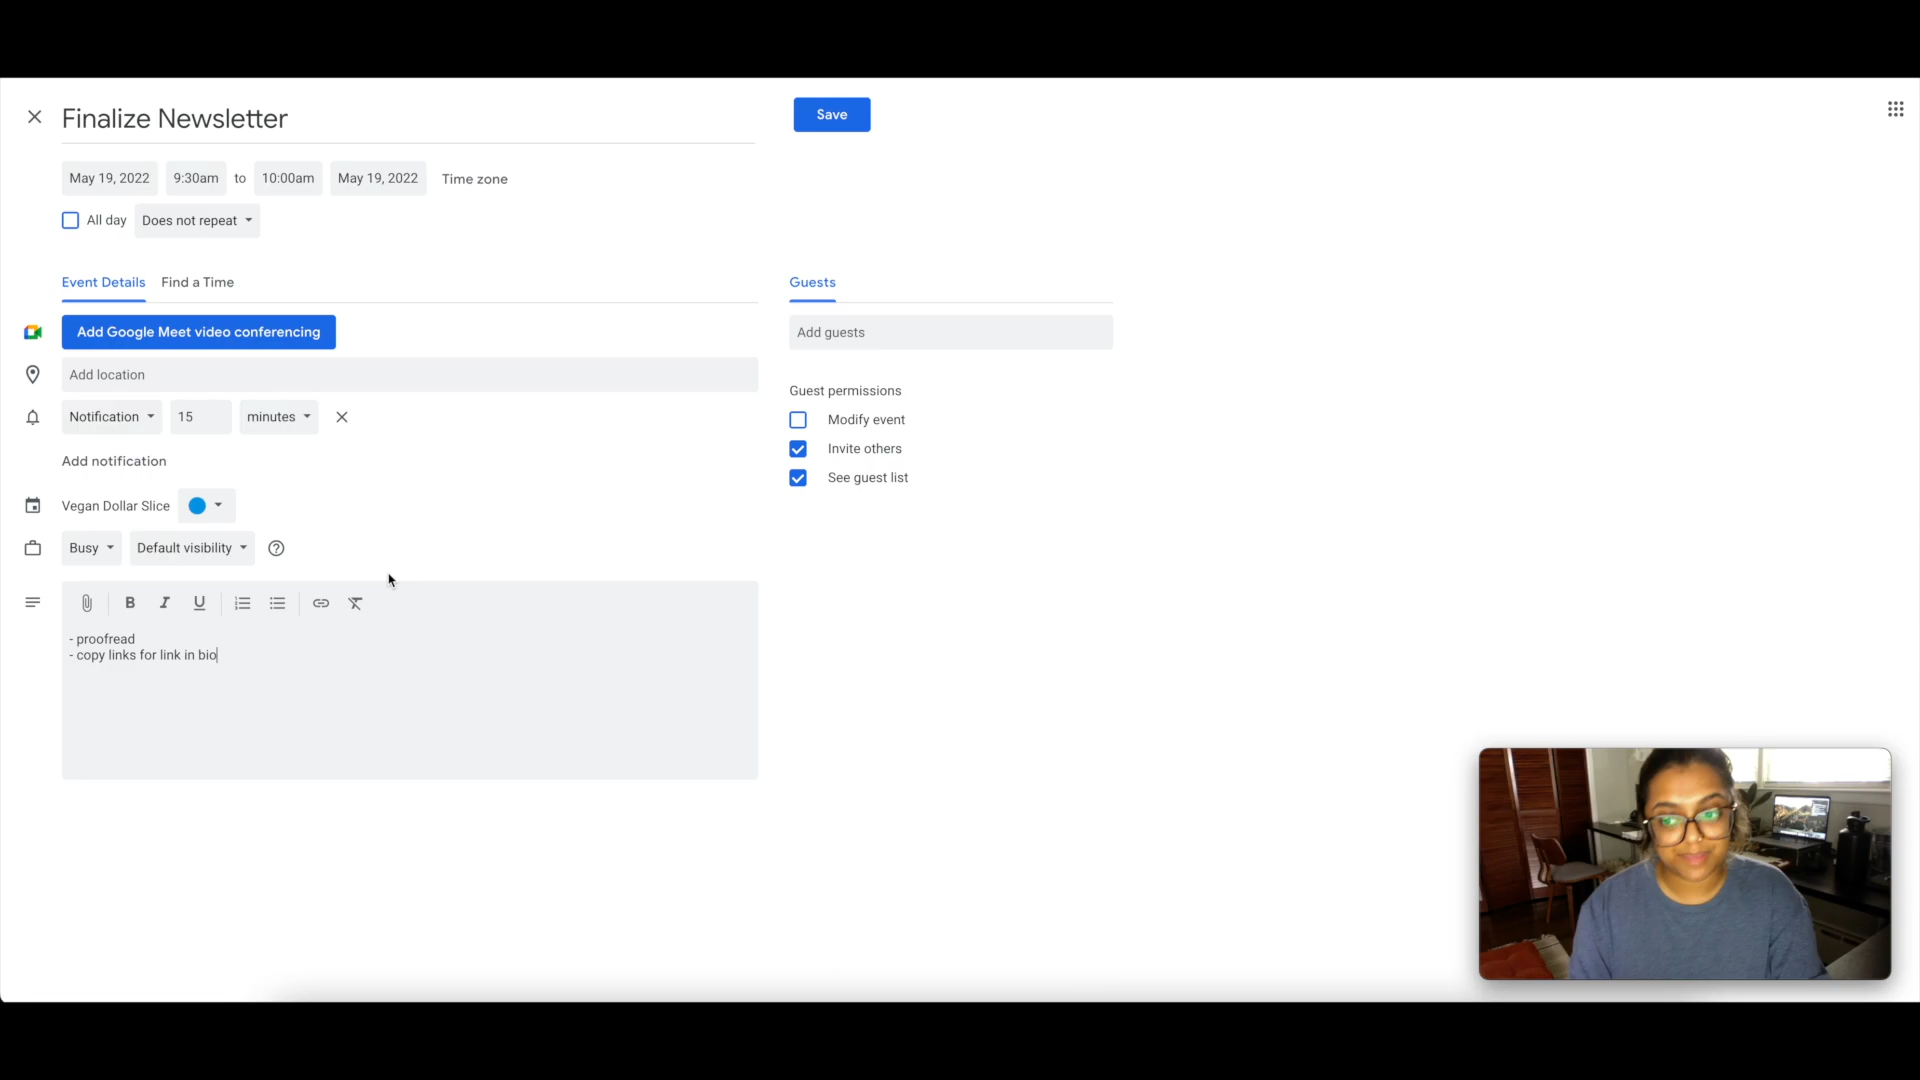 Finalize Newsletter
Save
May 19, 2022 9:30am to 10:00am May 19, 2022 Time zone
All day Does not repeat
Event Details Find a Time
Guests
Add Google Meet video conferencing
Add guests
Add location
Guest permissions
Notification 15 minutes
Modify event
Invite others
Add notification
See guest list
Vegan Dollar Slice
Busy Default visibility
B I U
- proofread
- copy links for link in bio